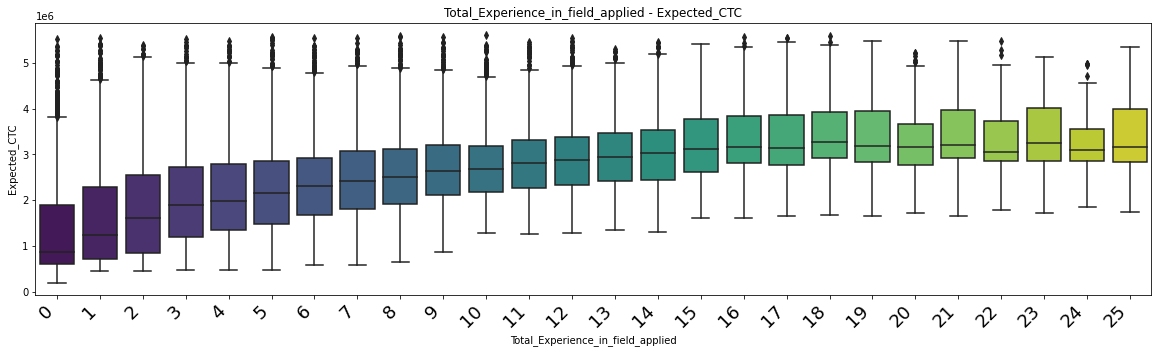 Total_Experience_in_field_applied - Expected_CTC
1e6
5
4
3
2
1
0
Expected_CTC
0 1 2 3 4 5 6 7 8 9 10 11 12 13 14 15 16 17 18 19 20 21 22 23 24 25
Total_Experience_in_field_applied